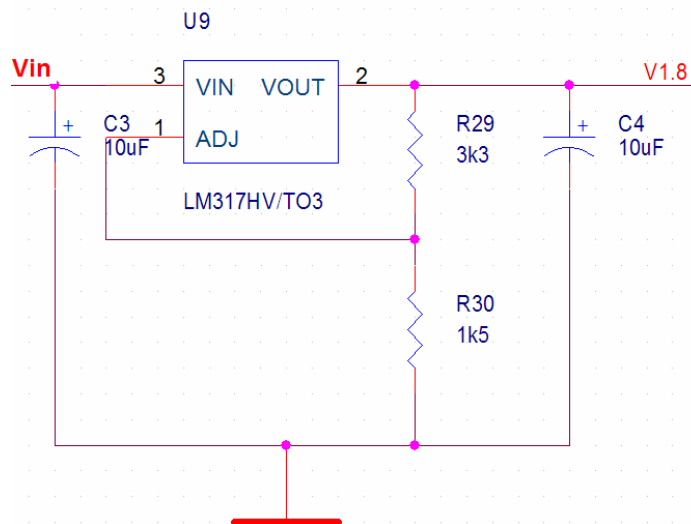 U9
Vin
3
VIN
VOUT
2
V1.8
C3
10uF
1
ADJ
R29
3k3
C4
10uF
LM317HV/TO3
R30
1k5
+
+